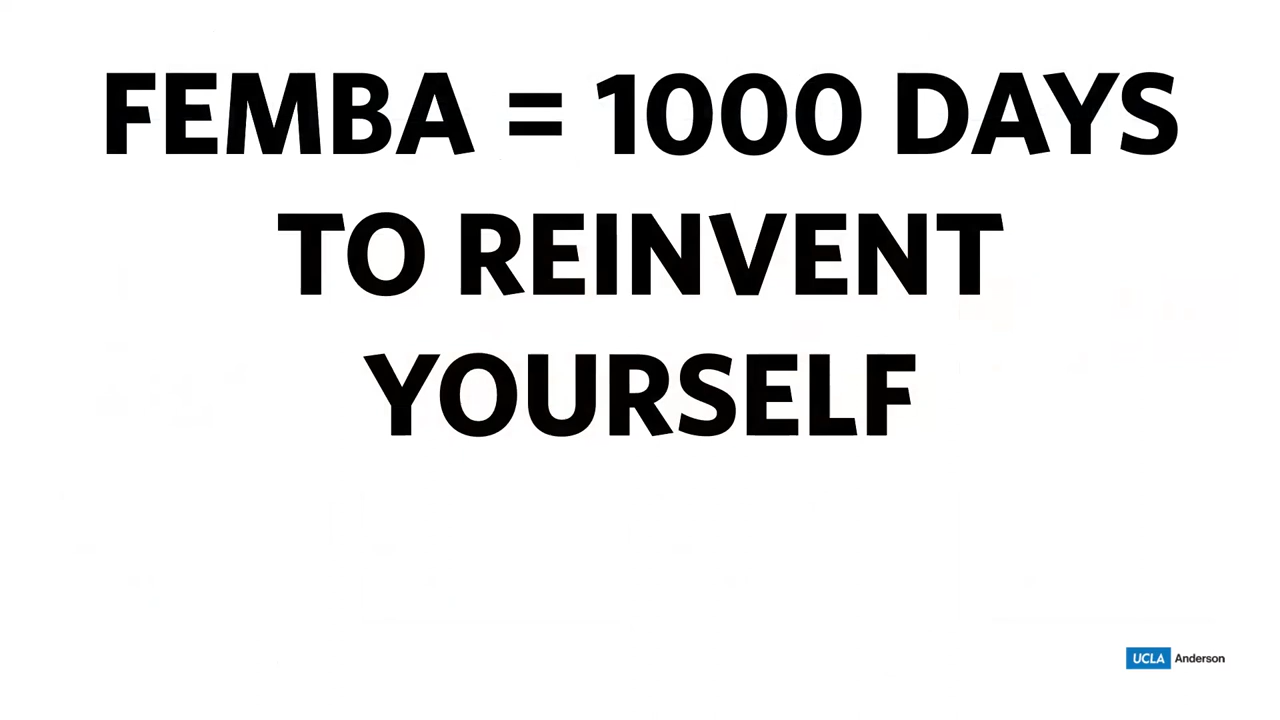 FEMBA = 1000 DAYS
TO REINVENT
YOURSELF
UCLA Anderson